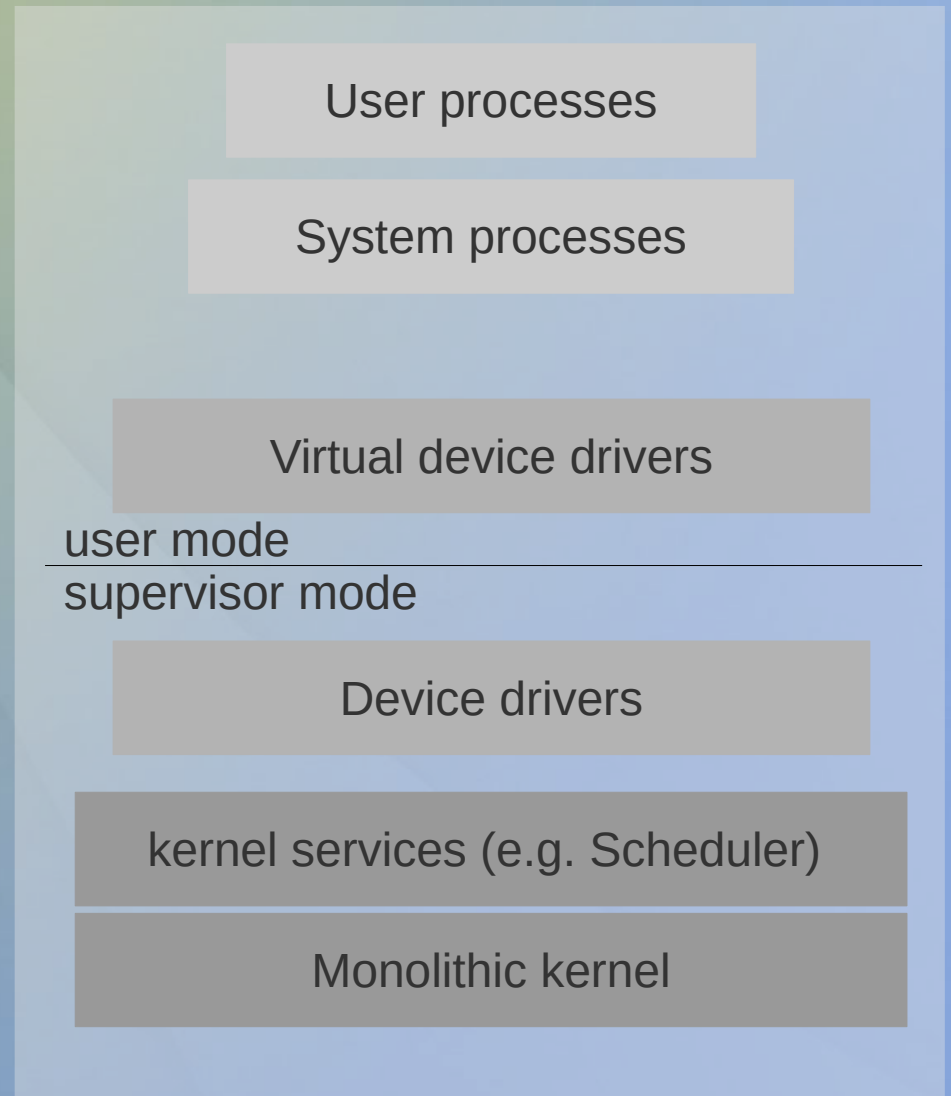 User processes
System processes
Virtual device drivers
user mode
supervisor mode
Device drivers
kernel services (e.g. Scheduler)
Monolithic kernel